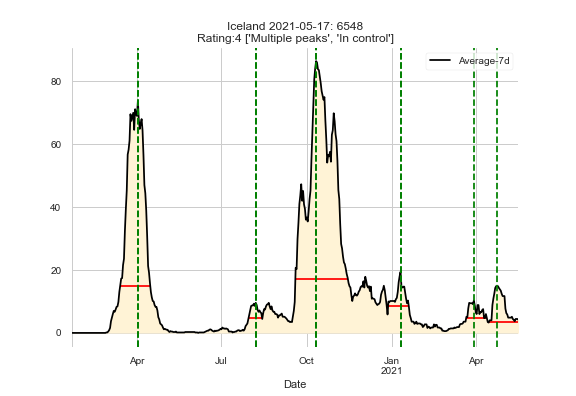 Iceland 2021-05-17: 6548
Rating:4 ['Multiple peaks', 'In control']
Average-7d
80
60
40
20
0
Apr Jul Oct Jan Apr
2021
Date